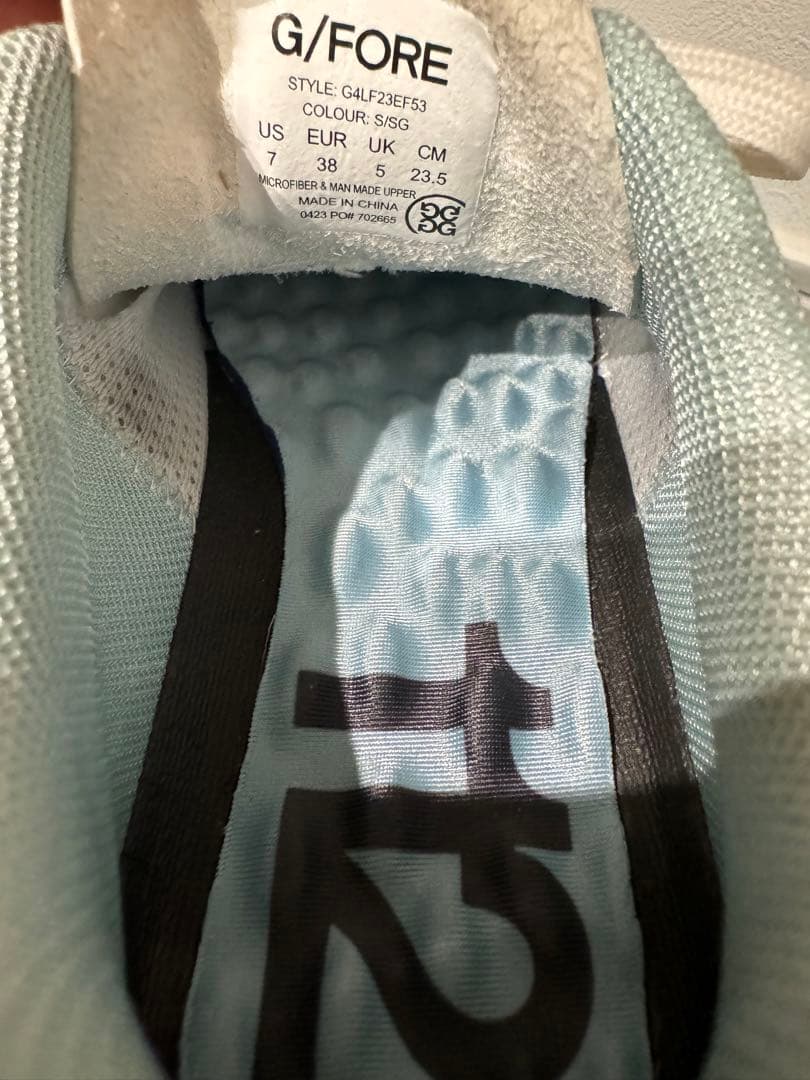 G/FORE
STYLE: G4LF23EF53
COLOUR: S/SG
US EUR UK CM
7 38 5 23.5
MICROFIBER & MAN MADE UPPER
MADE IN CHINA
0423 PO# 702665